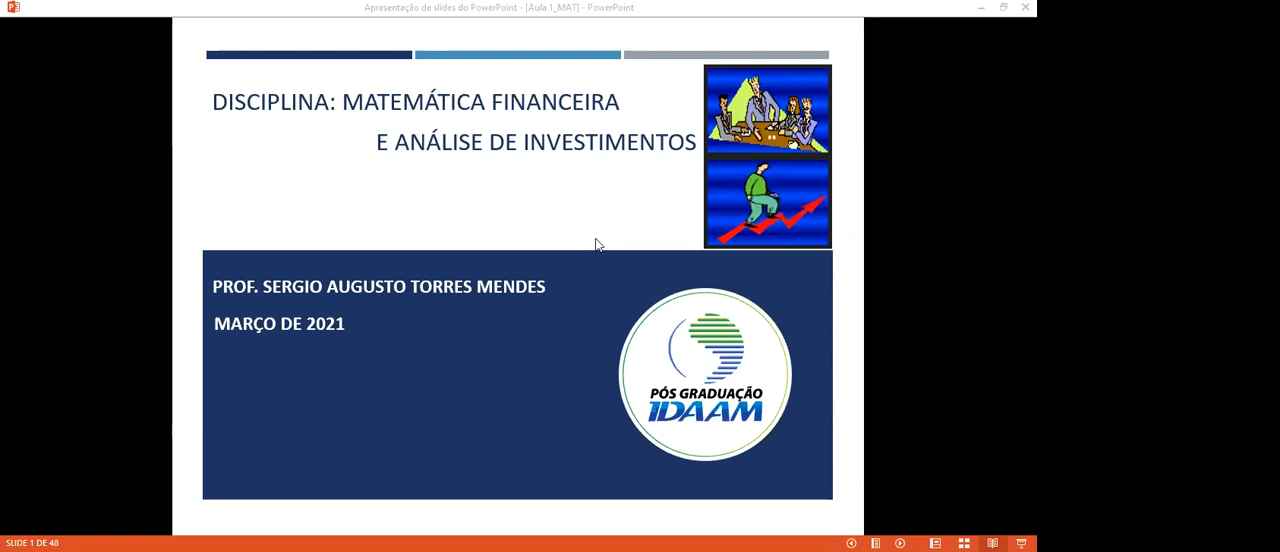 Apresentação de slides do PowerPoint - [Aula 1_MAT] - PowerPoint
DISCIPLINA: MATEMÁTICA FINANCEIRA
E ANÁLISE DE INVESTIMENTOS
PROF. SERGIO AUGUSTO TORRES MENDES
MARÇO DE 2021
PÓS GRADUAÇÃO
IDAAM
SLIDE 1 DE 48